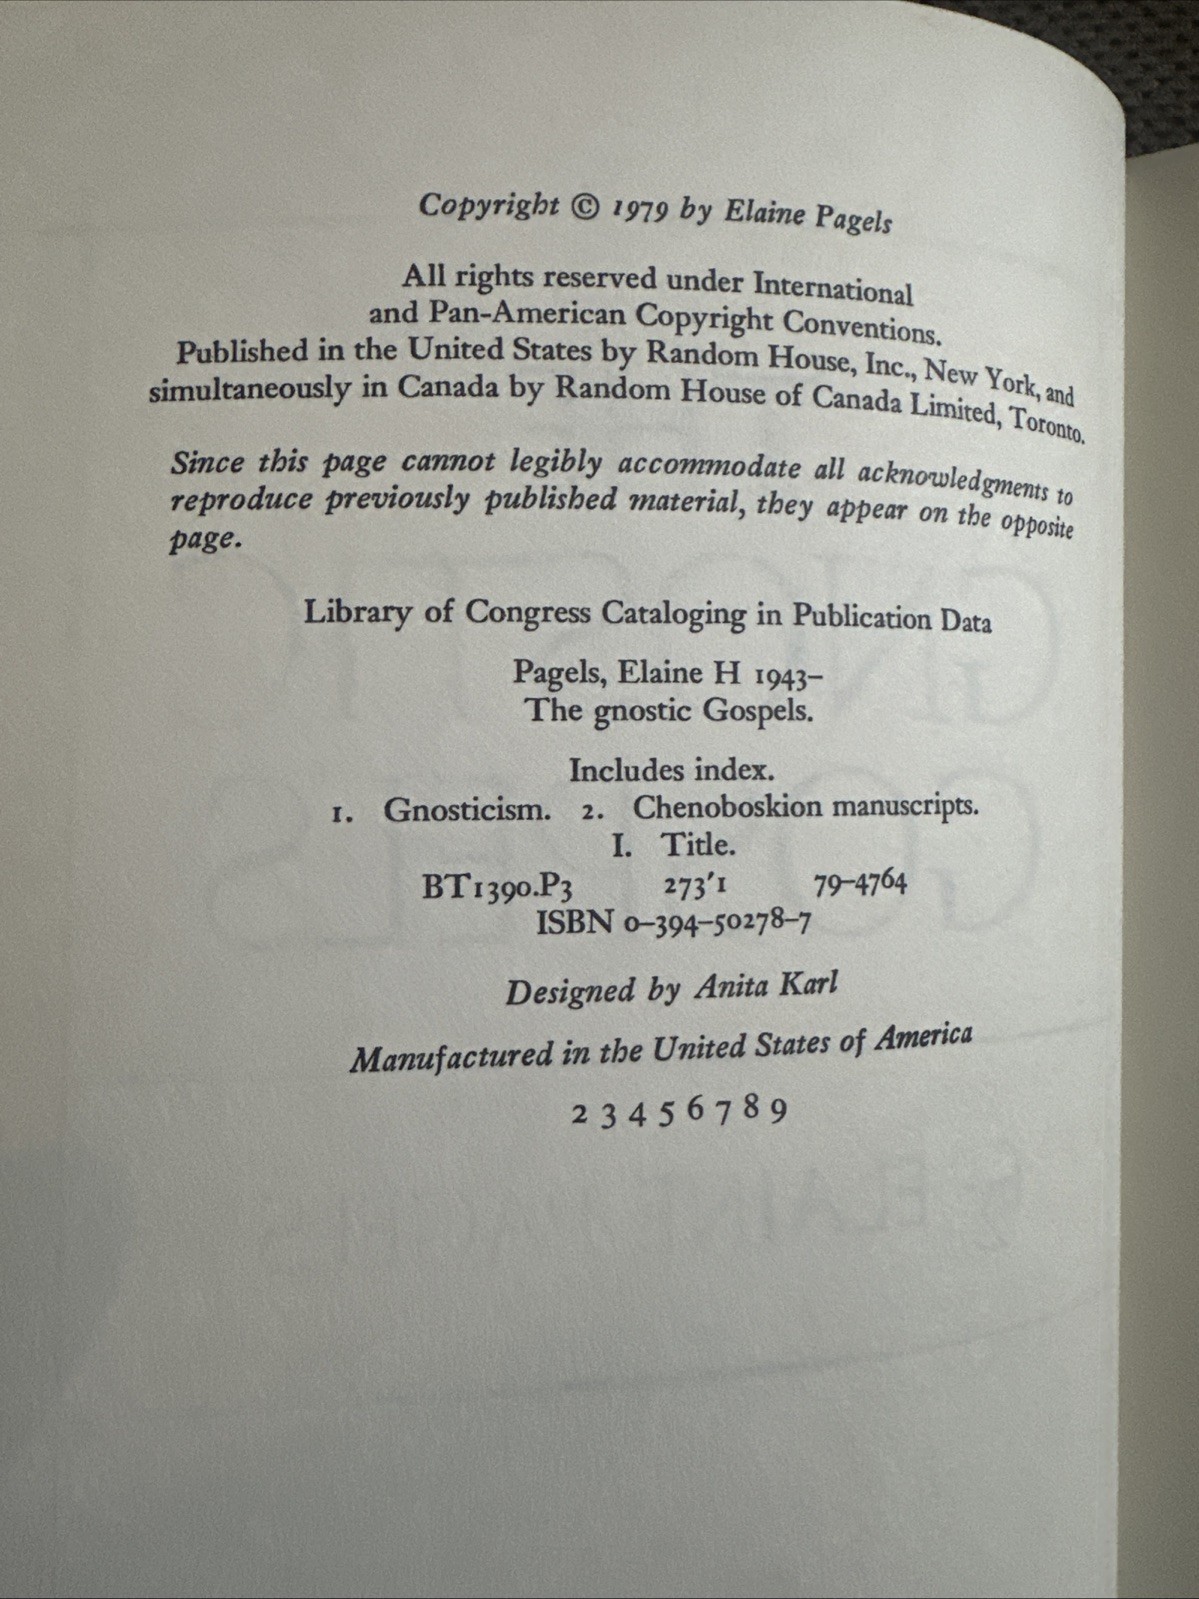 Copyright © 1979 by Elaine Pagels
All rights reserved under International
and Pan-American Copyright Conventions.
Published in the United States by Random House, Inc., New York, and
simultaneously in Canada by Random House of Canada Limited, Toronto.
Since this page cannot legibly accommodate all acknowledgments to
reproduce previously published material, they appear on the opposite
page.
Library of Congress Cataloging in Publication Data
Pagels, Elaine H 1943–
The gnostic Gospels.
Includes index.
1. Gnosticism. 2. Chenoboskion manuscripts.
I. Title.
BT1390.P3 273'1 79–4764
ISBN 0–394–50278–7
Designed by Anita Karl
Manufactured in the United States of America
2 3 4 5 6 7 8 9